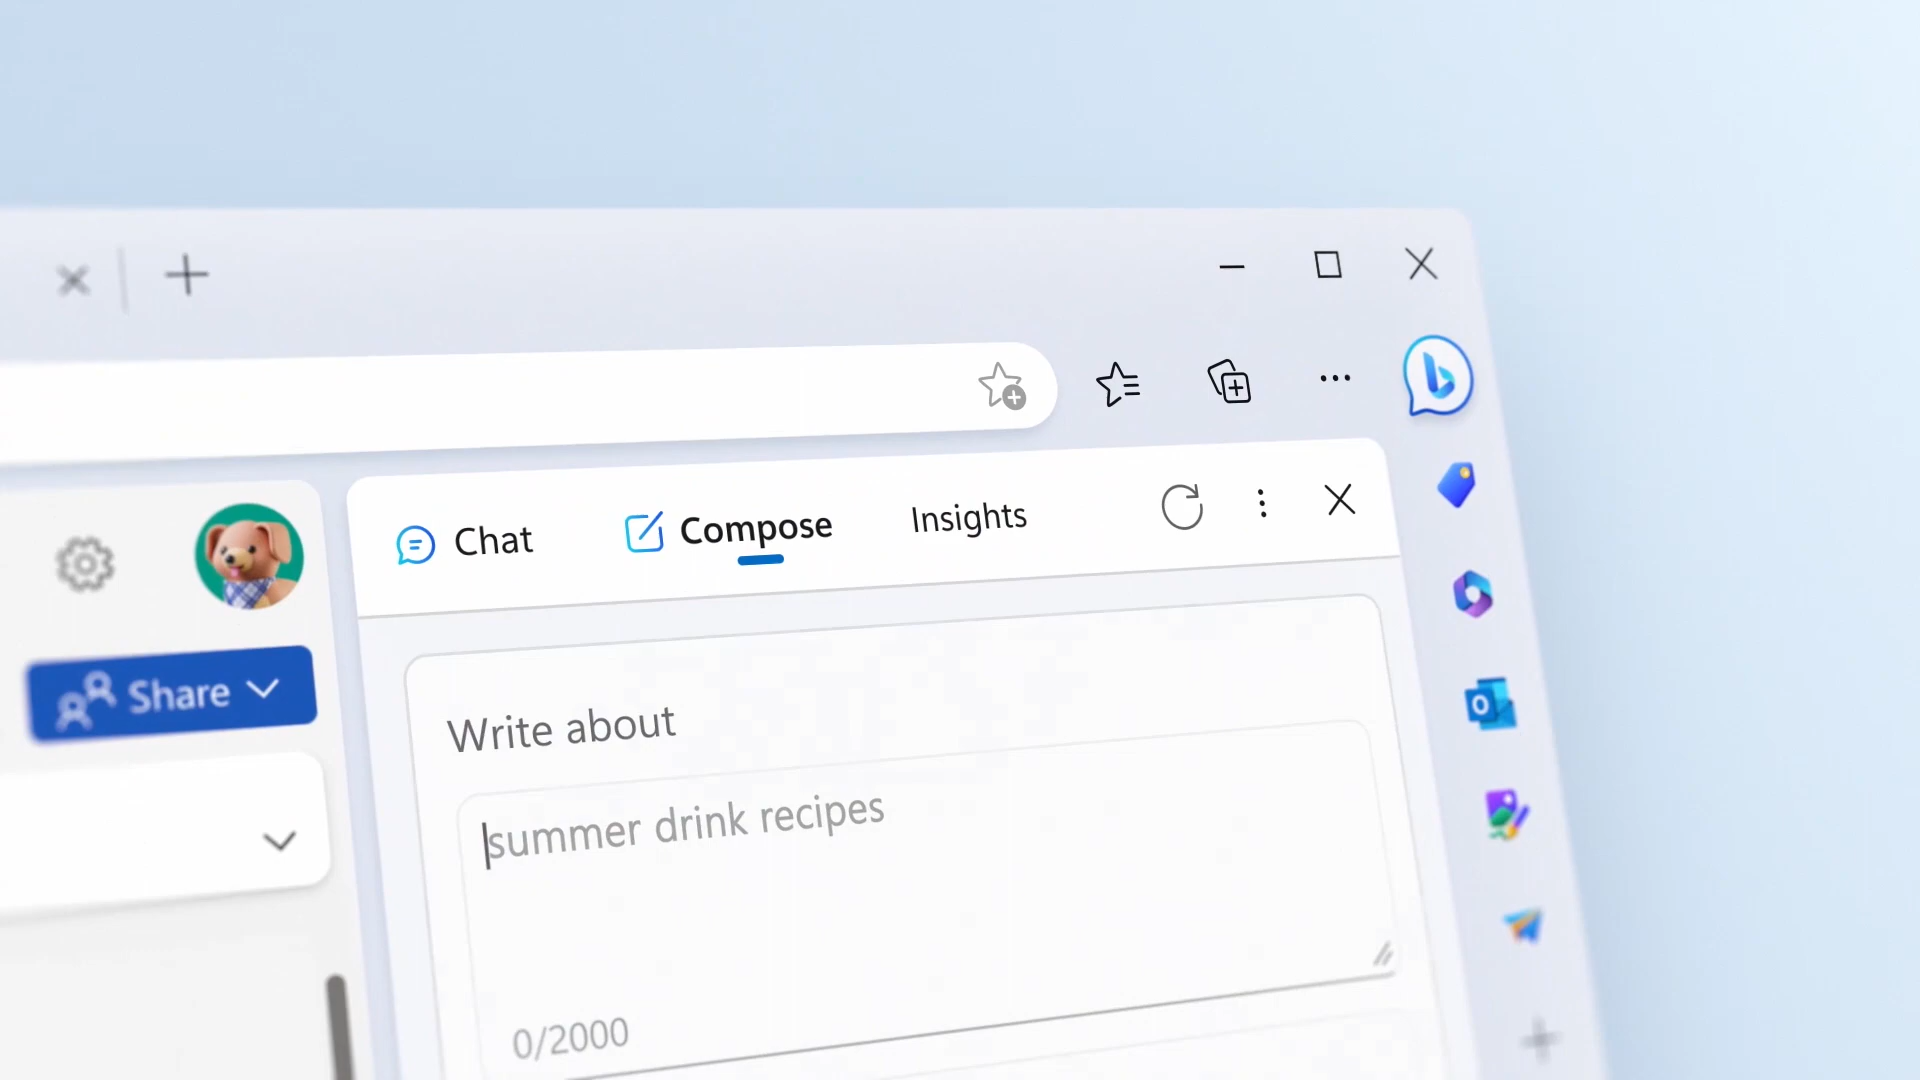 Chat
Compose
Insights
Share
Write about
summer drink recipes
0/2000